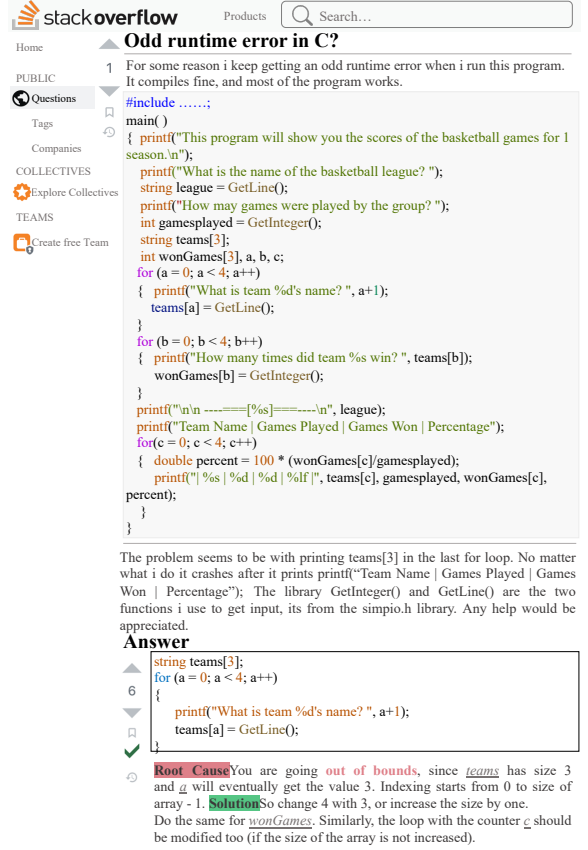 stackoverflow
Products
Search…
Home
PUBLIC
Questions
Tags
Companies
COLLECTIVES
Explore Collectives
TEAMS
Create free Team
Odd runtime error in C?
1
For some reason i keep getting an odd runtime error when i run this program.
It compiles fine, and most of the program works.
#include ……;
main( )
{ printf("This program will show you the scores of the basketball games for 1
season.\n");
printf("What is the name of the basketball league? ");
string league = GetLine();
printf("How may games were played by the group? ");
int gamesplayed = GetInteger();
string teams[3];
int wonGames[3], a, b, c;
for (a = 0; a < 4; a++)
{ printf("What is team %d's name? ", a+1);
teams[a] = GetLine();
}
for (b = 0; b < 4; b++)
{ printf("How many times did team %s win? ", teams[b]);
wonGames[b] = GetInteger();
}
printf("\n\n ----===[%s]===----\n", league);
printf("Team Name | Games Played | Games Won | Percentage");
for(c = 0; c < 4; c++)
{ double percent = 100 * (wonGames[c]/gamesplayed);
printf("| %s | %d | %d | %lf |", teams[c], gamesplayed, wonGames[c],
percent);
}
}
The problem seems to be with printing teams[3] in the last for loop. No matter
what i do it crashes after it prints printf(“Team Name | Games Played | Games
Won | Percentage”); The library GetInteger() and GetLine() are the two
functions i use to get input, its from the simpio.h library. Any help would be
appreciated.
Answer
6
string teams[3];
for (a = 0; a < 4; a++)
{
printf("What is team %d's name? ", a+1);
teams[a] = GetLine();
}
Root CauseYou are going out of bounds, since teams has size 3
and a will eventually get the value 3. Indexing starts from 0 to size of
array - 1. SolutionSo change 4 with 3, or increase the size by one.
Do the same for wonGames. Similarly, the loop with the counter c should
be modified too (if the size of the array is not increased).